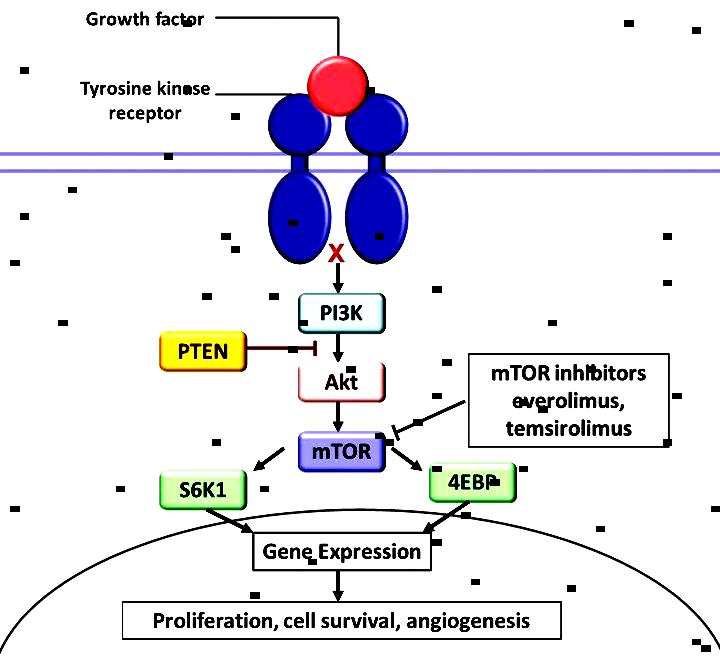 Growth factor
Tyrosine kinase
receptor
X
PI3K
PTEN
Akt
mTOR inhibitors
everolimus,
temsirolimus
mTOR
S6K1
4EBP
Gene Expression
Proliferation, cell survival, angiogenesis